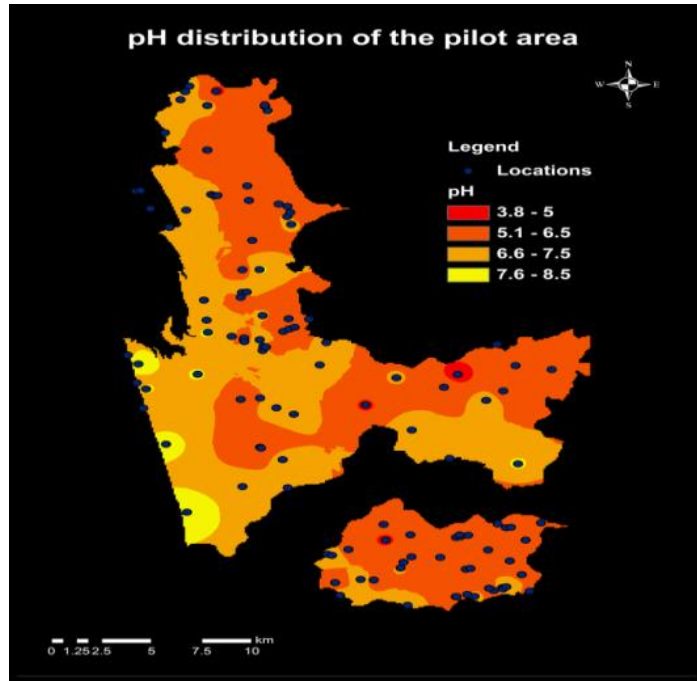 pH distribution of the pilot area
N
W E
S
Legend
Locations
pH
3.8 - 5
5.1 - 6.5
6.6 - 7.5
7.6 - 8.5
km
0 1.25 2.5 5 7.5 10